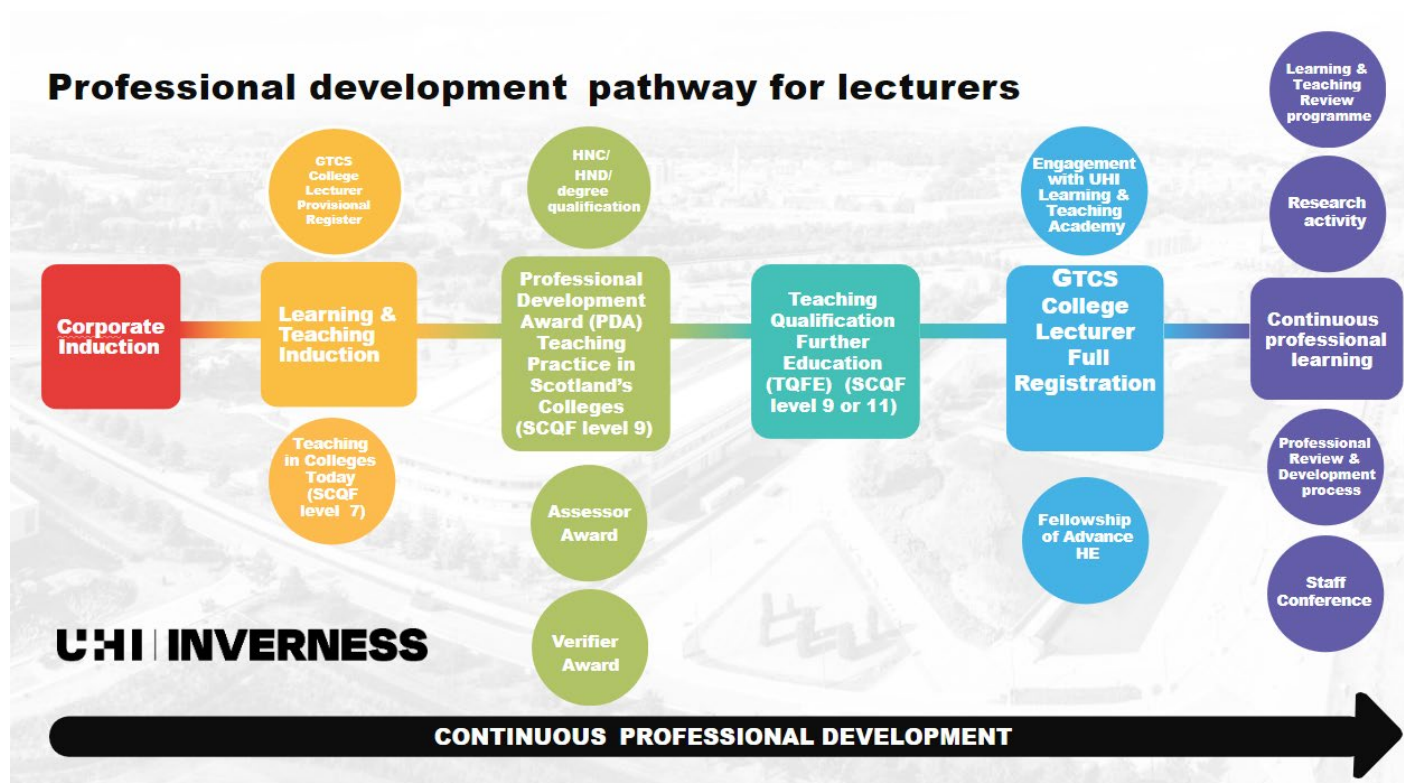 Professional development pathway for lecturers
GTCS
College
Lecturer
Provisional
Register
HNC/
HND/
degree
qualification
Engagement
with UHI
Learning &
Teaching
Academy
Learning &
Teaching
Review
programme
Research
activity
Corporate
Induction
Learning &
Teaching
Induction
Professional
Development
Award (PDA)
Teaching
Practice in
Scotland’s
Colleges
(SCQF level 9)
Teaching
Qualification
Further
Education
(TQFE) (SCQF
level 9 or 11)
GTCS
College
Lecturer
Full
Registration
Continuous
professional
learning
Teaching
in Colleges
Today
(SCQF
level 7)
Assessor
Award
Verifier
Award
Fellowship
of Advance
HE
Professional
Review &
Development
process
Staff
Conference
UHI INVERNESS
CONTINUOUS PROFESSIONAL DEVELOPMENT